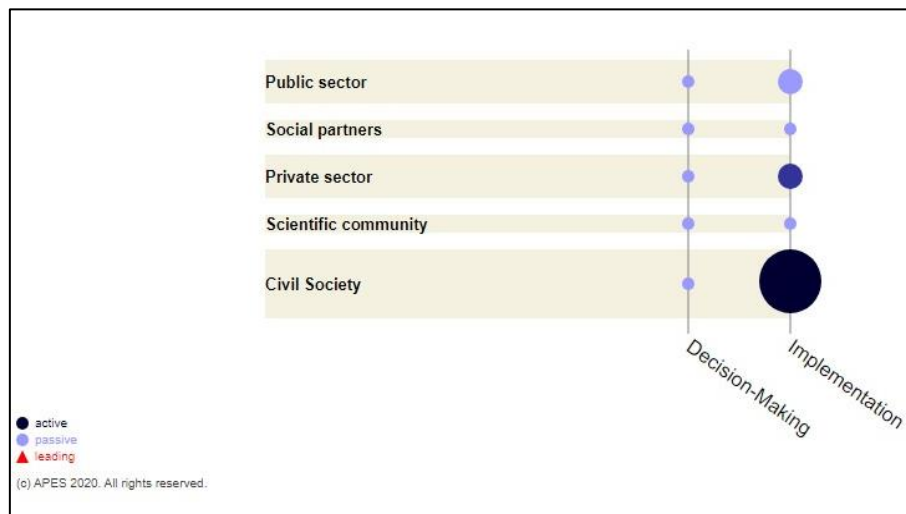 Public sector
Social partners
Private sector
Scientific community
Civil Society
Decision-Making
Implementation
active
passive
leading
(c) APES 2020. All rights reserved.